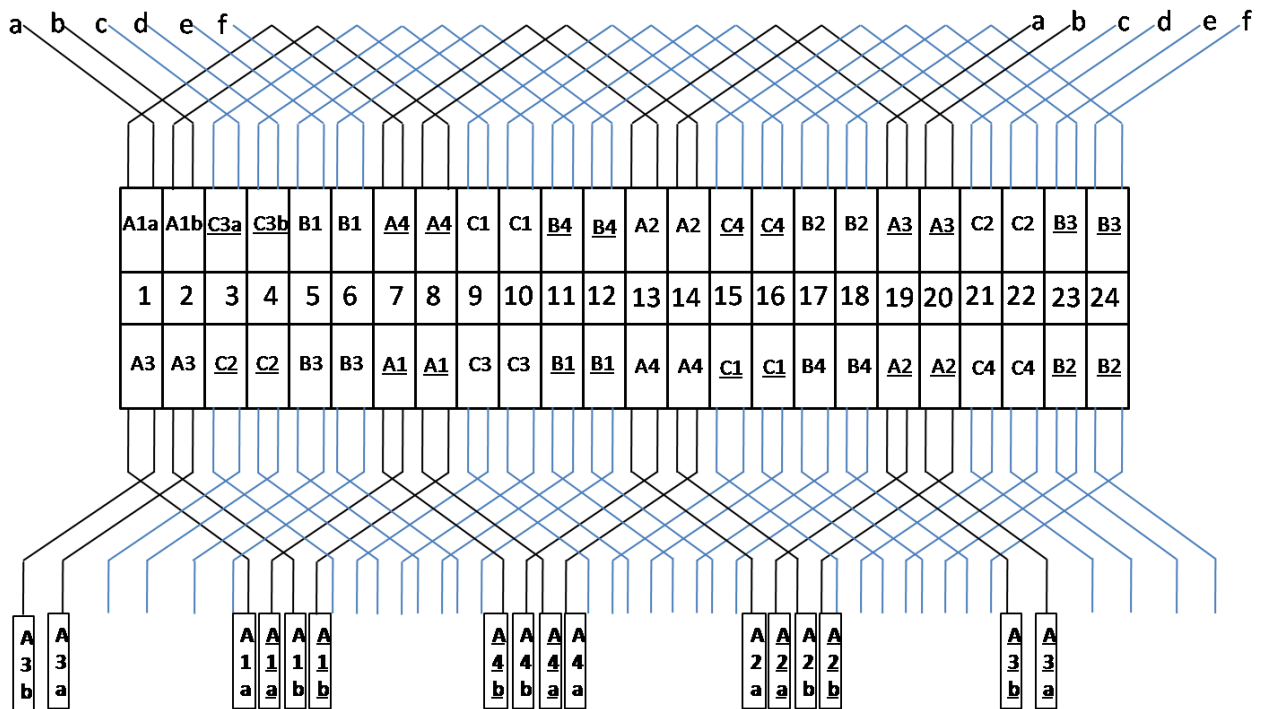 a b c d e f a b c d e f
A1a A1b C3a C3b B1 B1 A4 A4 C1 C1 B4 B4 A2 A2 C4 C4 B2 B2 A3 A3 C2 C2 B3 B3
1 2 3 4 5 6 7 8 9 10 11 12 13 14 15 16 17 18 19 20 21 22 23 24
A3 A3 C2 C2 B3 B3 A1 A1 C3 C3 B1 B1 A4 A4 C1 C1 B4 B4 A2 A2 C4 C4 B2 B2
A3b A3a A1a A1a A1b A1b A4b A4b A4a A4a A2a A2a A2b A2b A3b A3a